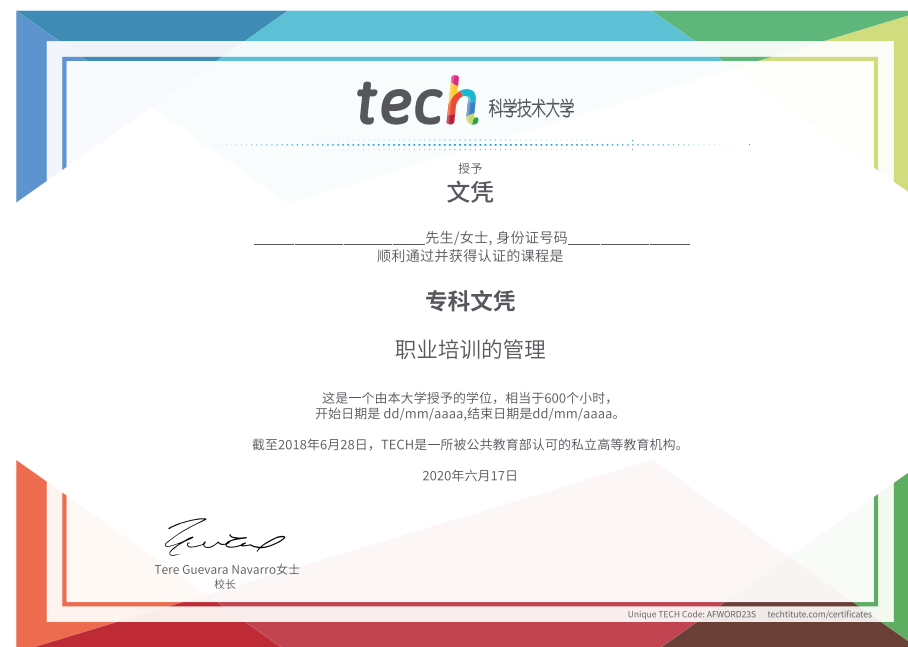 tech 科学技术大学
授予
文凭
______________________先生/女士, 身份证号码________________
顺利通过并获得认证的课程是
专科文凭
职业培训的管理
这是一个由本大学授予的学位，相当于600个小时，
开始日期是 dd/mm/aaaa,结束日期是dd/mm/aaaa。
截至2018年6月28日，TECH是一所被公共教育部认可的私立高等教育机构。
2020年六月17日
Tere Guevara Navarro女士
校长
Unique TECH Code: AFWORD23S techtitute.com/certificates